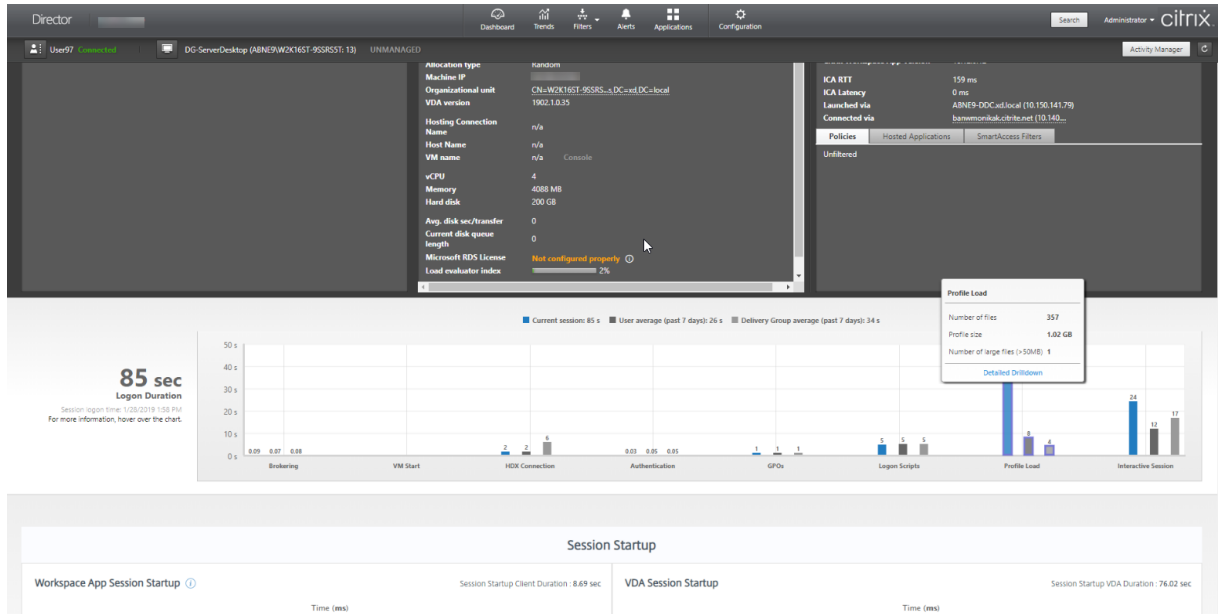 Director
Dashboard
Trends
Filters
Alerts
Applications
Configuration
Search
Administrator
citrix
User97 Connected
DG-ServerDesktop (ABNE9\W2K16ST-9SSR5ST: 13) UNMANAGED
Activity Manager
Allocation type Random
Machine IP
Organizational unit CN=W2K16ST-9SSRS...s,DC=xd,DC=local
VDA version 1902.1.0.35
Hosting Connection
Name n/a
Host Name n/a
VM name n/a Console
vCPU 4
Memory 4088 MB
Hard disk 200 GB
Avg. disk sec/transfer 0
Current disk queue
length 0
Microsoft RDS License Not configured properly
Load evaluator index 2%
ICA RTT 159 ms
ICA Latency 0 ms
Launched via ABNE9-DDC.xd.local (10.150.141.79)
Connected via banwmonikak.citrite.net (10.140....
Policies Hosted Applications SmartAccess Filters
Unfiltered
Profile Load
Number of files 357
Profile size 1.02 GB
Number of large files (>50MB) 1
Detailed Drilldown
Current session: 85 s User average (past 7 days): 26 s Delivery Group average (past 7 days): 34 s
85 sec
Logon Duration
Session logon time: 1/28/2019 1:58 PM
For more information, hover over the chart.
50 s
40 s
30 s
20 s
10 s
0 s
0.09 0.07 0.08
2 2 6
0.03 0.05 0.05
1 1 1
5 5 5
8 4
24 12 17
Brokering VM Start HDX Connection Authentication GPOs Logon Scripts Profile Load Interactive Session
Session Startup
Workspace App Session Startup
Session Startup Client Duration : 8.69 sec
Time (ms)
VDA Session Startup
Session Startup VDA Duration : 76.02 sec
Time (ms)